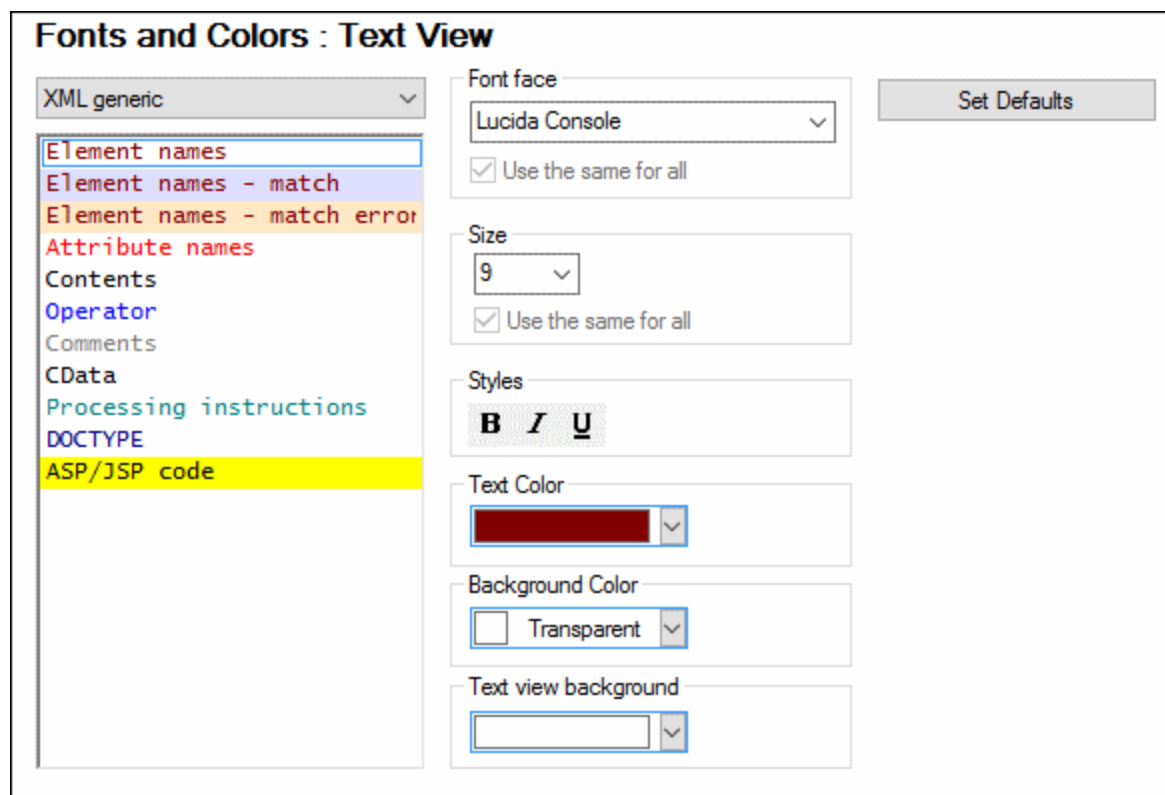 Fonts and Colors : Text View
XML generic
Element names
Element names - match
Element names - match error
Attribute names
Contents
Operator
Comments
CData
Processing instructions
DOCTYPE
ASP/JSP code
Font face
Lucida Console
Use the same for all
Size
9
Use the same for all
Styles
B I U
Text Color
Background Color
Transparent
Text view background
Set Defaults